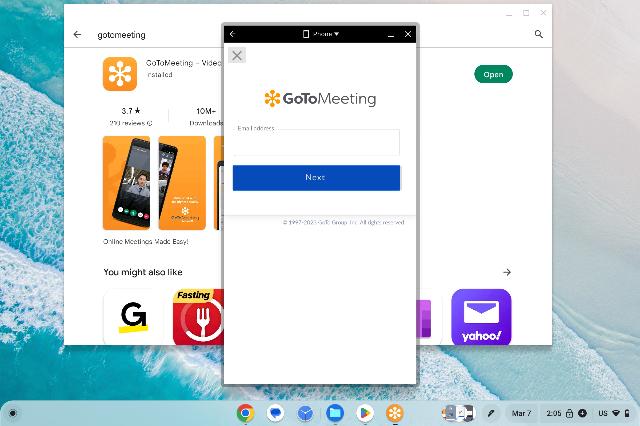 gotomeeting
Phone
GoToMeeting – Video
Installed
Open
3.7 ★
210 reviews
10M+
Downloads
GoToMeeting
Email address
Next
© 1997-2023 GoTo Group, Inc. All rights reserved.
GoToMeeting
Online Meetings Made Easy!
You might also like
G
Fasting
yahoo!
Mar 7
2:05
US